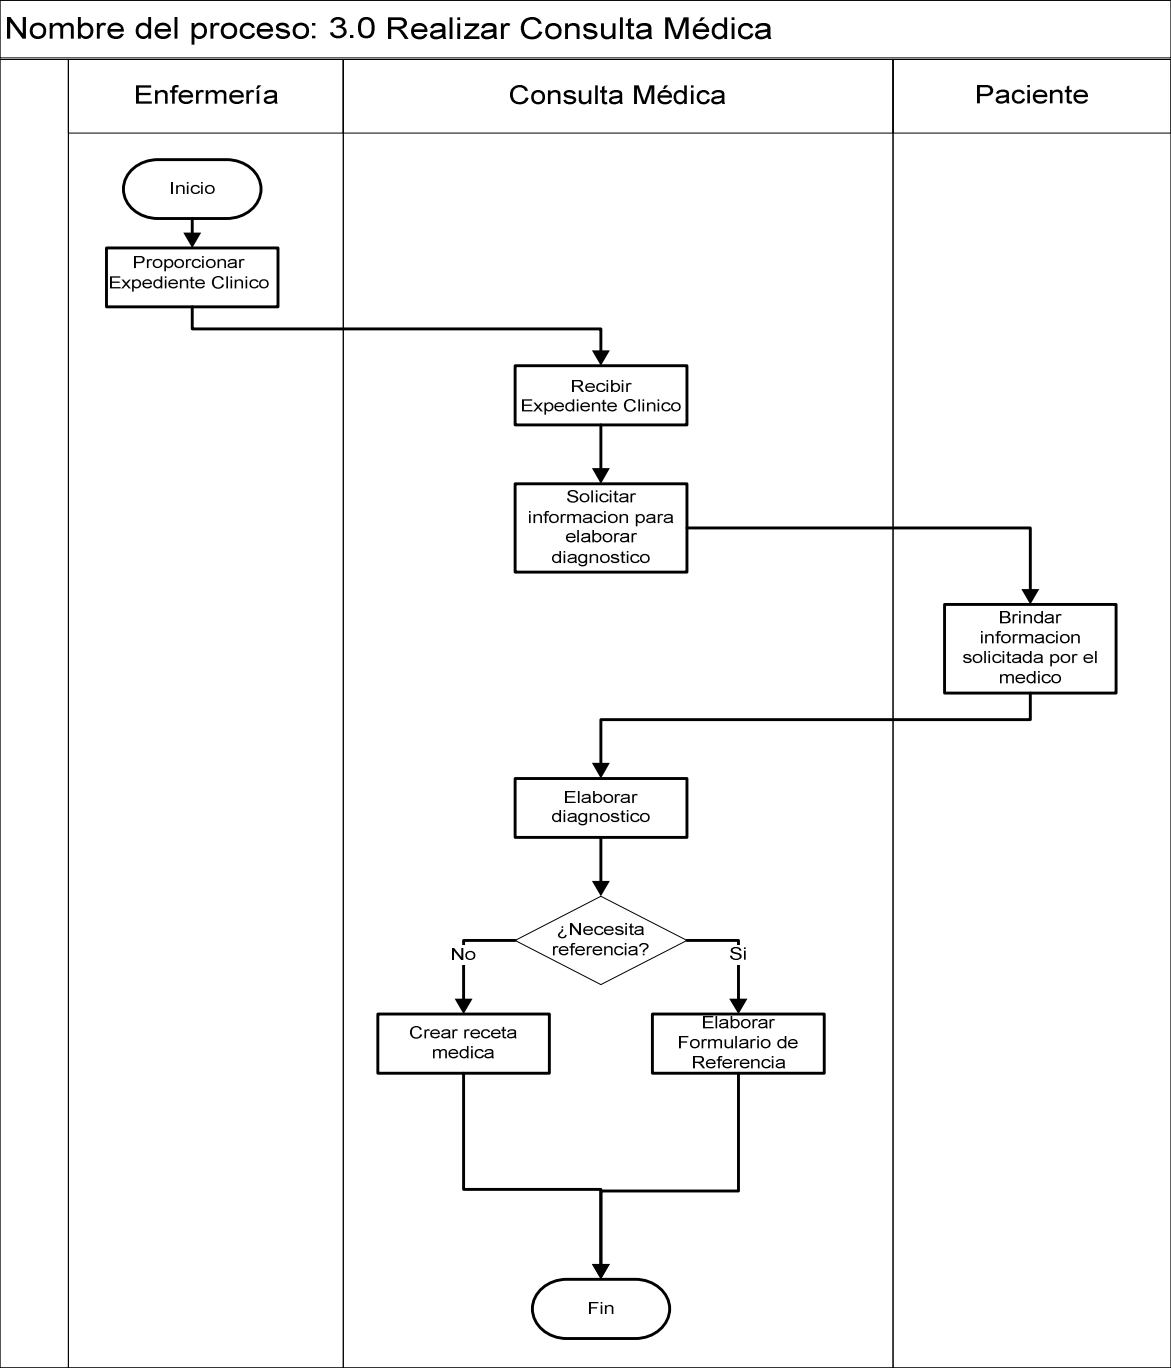 Nombre del proceso: 3.0 Realizar Consulta Médica
Enfermería
Consulta Médica
Paciente
Inicio
Proporcionar
Expediente Clinico
Recibir
Expediente Clinico
Solicitar
informacion para
elaborar
diagnostico
Brindar
informacion
solicitada por el
medico
Elaborar
diagnostico
¿Necesita
referencia?
No
Si
Crear receta
medica
Elaborar
Formulario de
Referencia
Fin